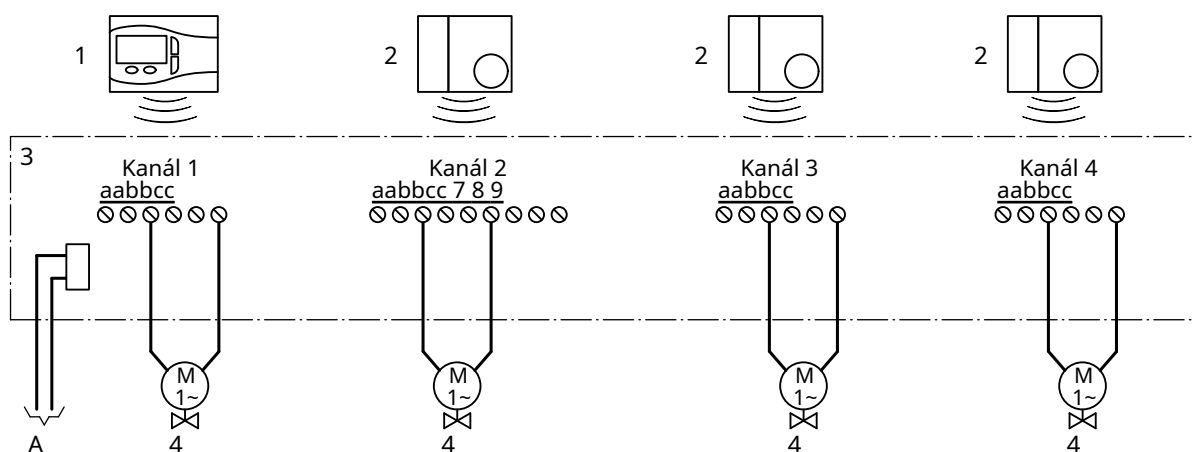 1 2 2 2
3
Kanál 1 Kanál 2 Kanál 3 Kanál 4
aabbcc aabbcc 7 8 9 aabbcc aabbcc
M M M M
1~ 1~ 1~ 1~
A 4 4 4 4